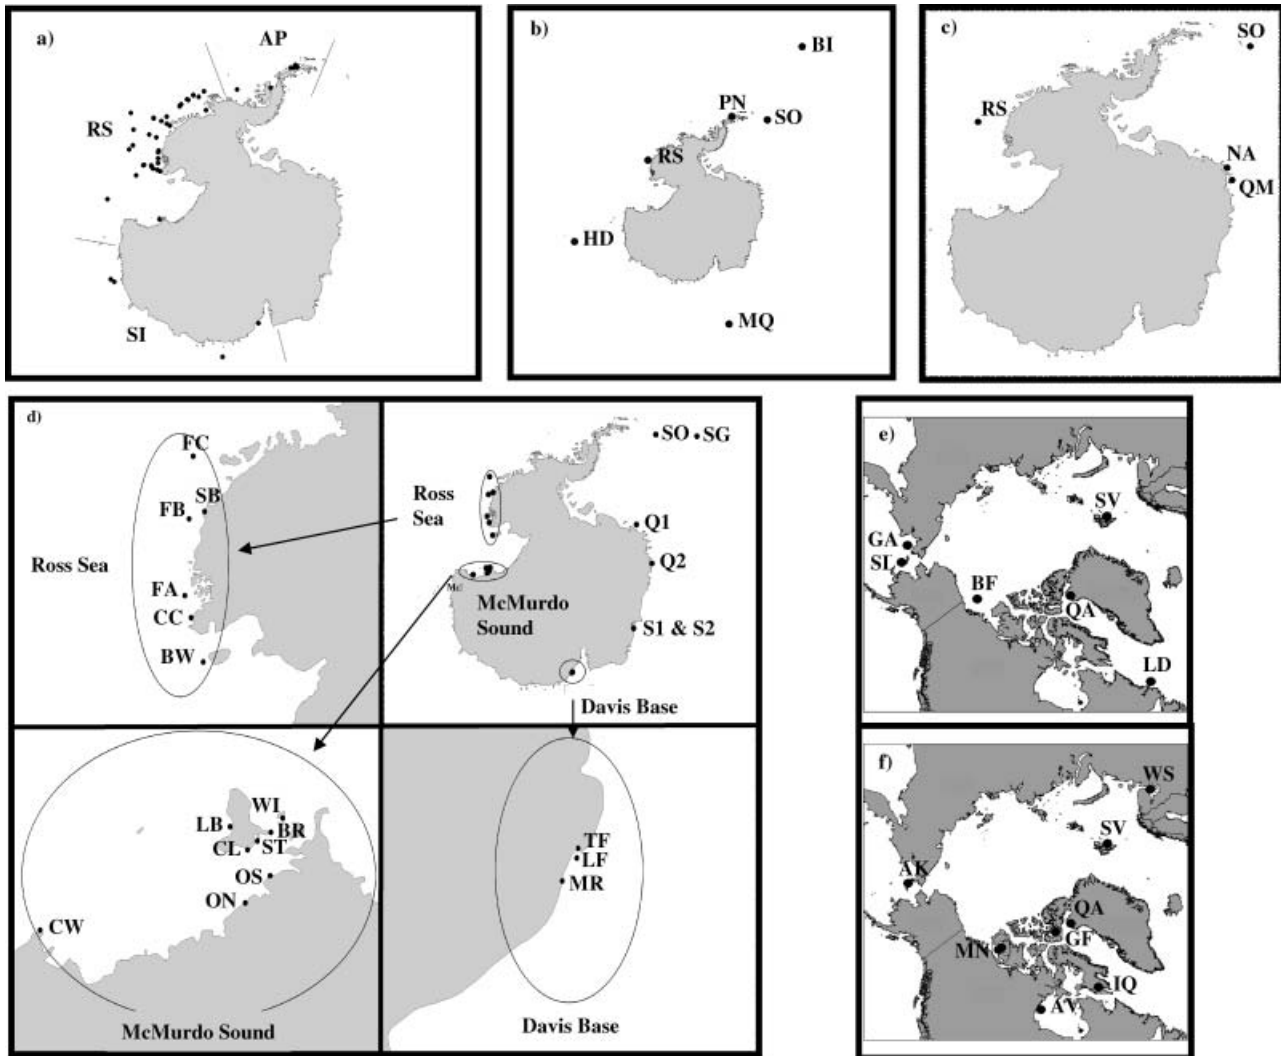 a)
AP
RS
SI
b)
BI
PN
SO
RS
HD
MQ
c)
SO
RS
NA
QM
d)
FC
SB
FB
Ross Sea
FA
CC
BW
SO
SG
Ross
Sea
Q1
Q2
McMurdo
Sound
S1 & S2
Davis Base
WI
LB
BR
ST
CL
OS
ON
CW
McMurdo Sound
TF
LF
MR
Davis Base
e)
SV
GA
SL
BF
QA
LD
f)
WS
SV
AK
QA
GF
MN
IQ
AV